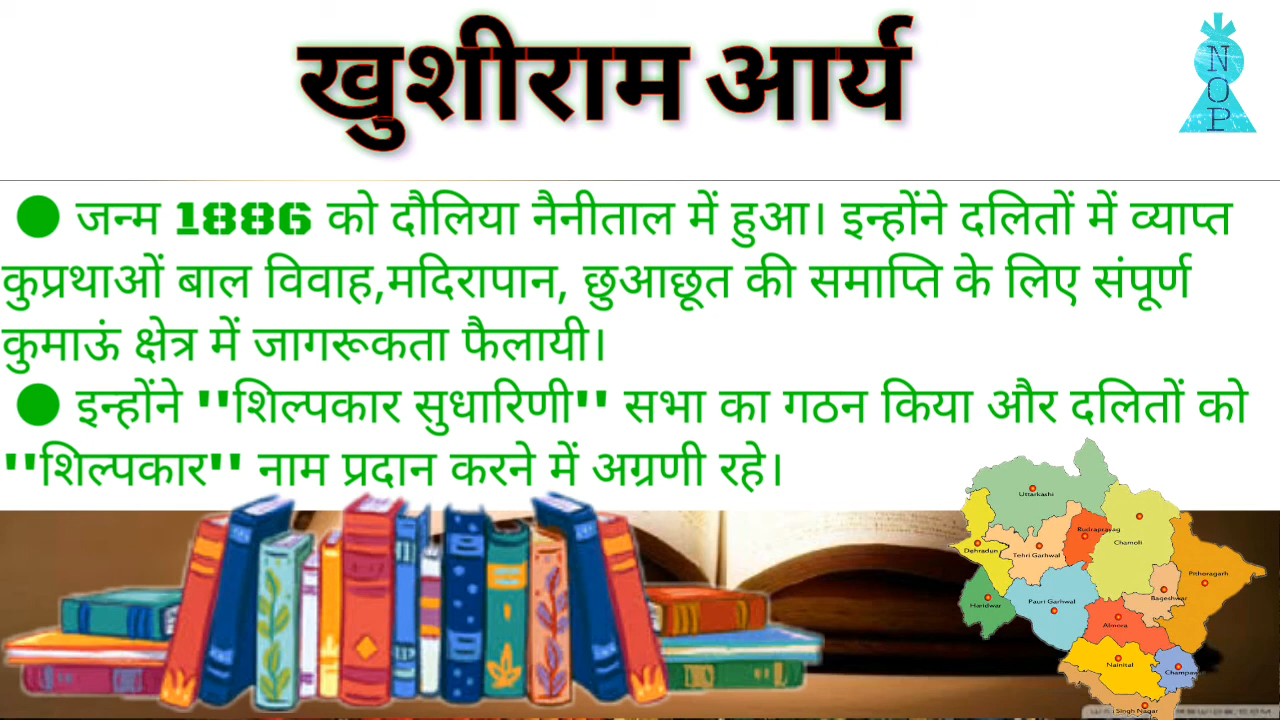 खुशीराम आर्य
N
O
P
● जन्म 1886 को दौलिया नैनीताल में हुआ। इन्होंने दलितों में व्याप्त
कुप्रथाओं बाल विवाह,मदिरापान, छुआछूत की समाप्ति के लिए संपूर्ण
कुमाऊं क्षेत्र में जागरूकता फैलायी।
● इन्होंने ''शिल्पकार सुधारिणी'' सभा का गठन किया और दलितों को
''शिल्पकार'' नाम प्रदान करने में अग्रणी रहे।
Uttarkashi
Dehradun
Tehri Garhwal
Rudraprayag
Chamoli
Haridwar
Pauri Garhwal
Bageshwar
Pithoragarh
Almora
Nainital
Champawat
Singh Nagar